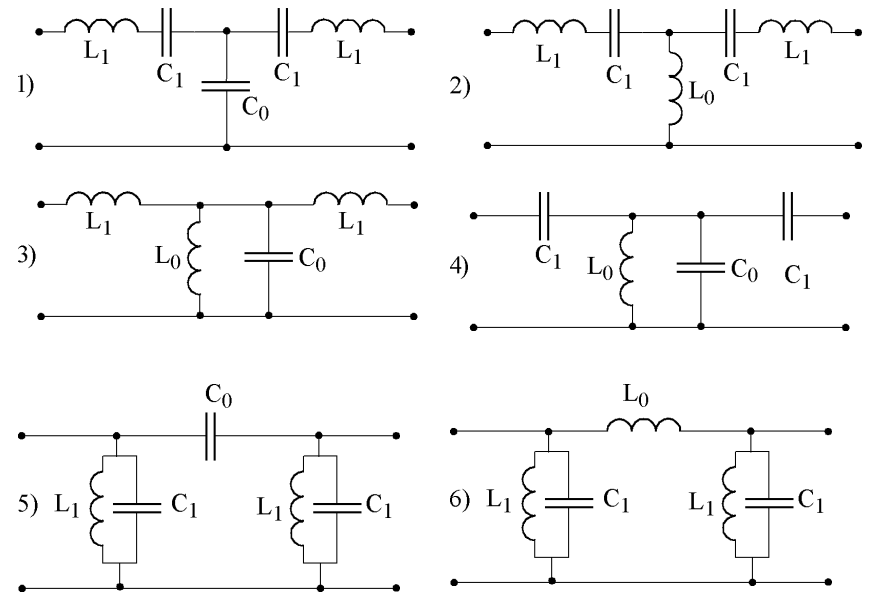 1) L₁ C₁ C₁ L₁ C₀
2) L₁ C₁ C₁ L₁ L₀
3) L₁ L₀ C₀ L₁
4) C₁ L₀ C₀ C₁
5) C₀ L₁ C₁ L₁ C₁
6) L₀ L₁ C₁ L₁ C₁